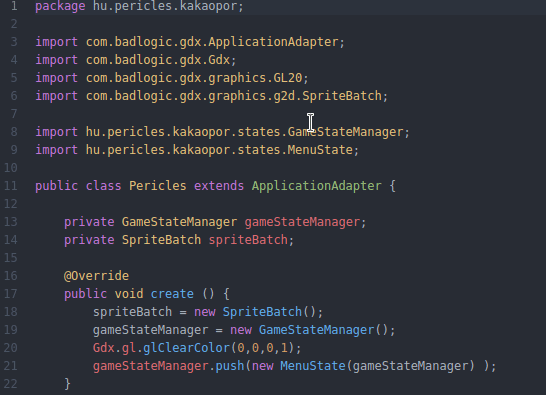 1 package hu.pericles.kakaopor;
2
3 import com.badlogic.gdx.ApplicationAdapter;
4 import com.badlogic.gdx.Gdx;
5 import com.badlogic.gdx.graphics.GL20;
6 import com.badlogic.gdx.graphics.g2d.SpriteBatch;
7
8 import hu.pericles.kakaopor.states.GameStateManager;
9 import hu.pericles.kakaopor.states.MenuState;
10
11 public class Pericles extends ApplicationAdapter {
12
13     private GameStateManager gameStateManager;
14     private SpriteBatch spriteBatch;
15
16     @Override
17     public void create () {
18         spriteBatch = new SpriteBatch();
19         gameStateManager = new GameStateManager();
20         Gdx.gl.glClearColor(0,0,0,1);
21         gameStateManager.push(new MenuState(gameStateManager) );
22     }